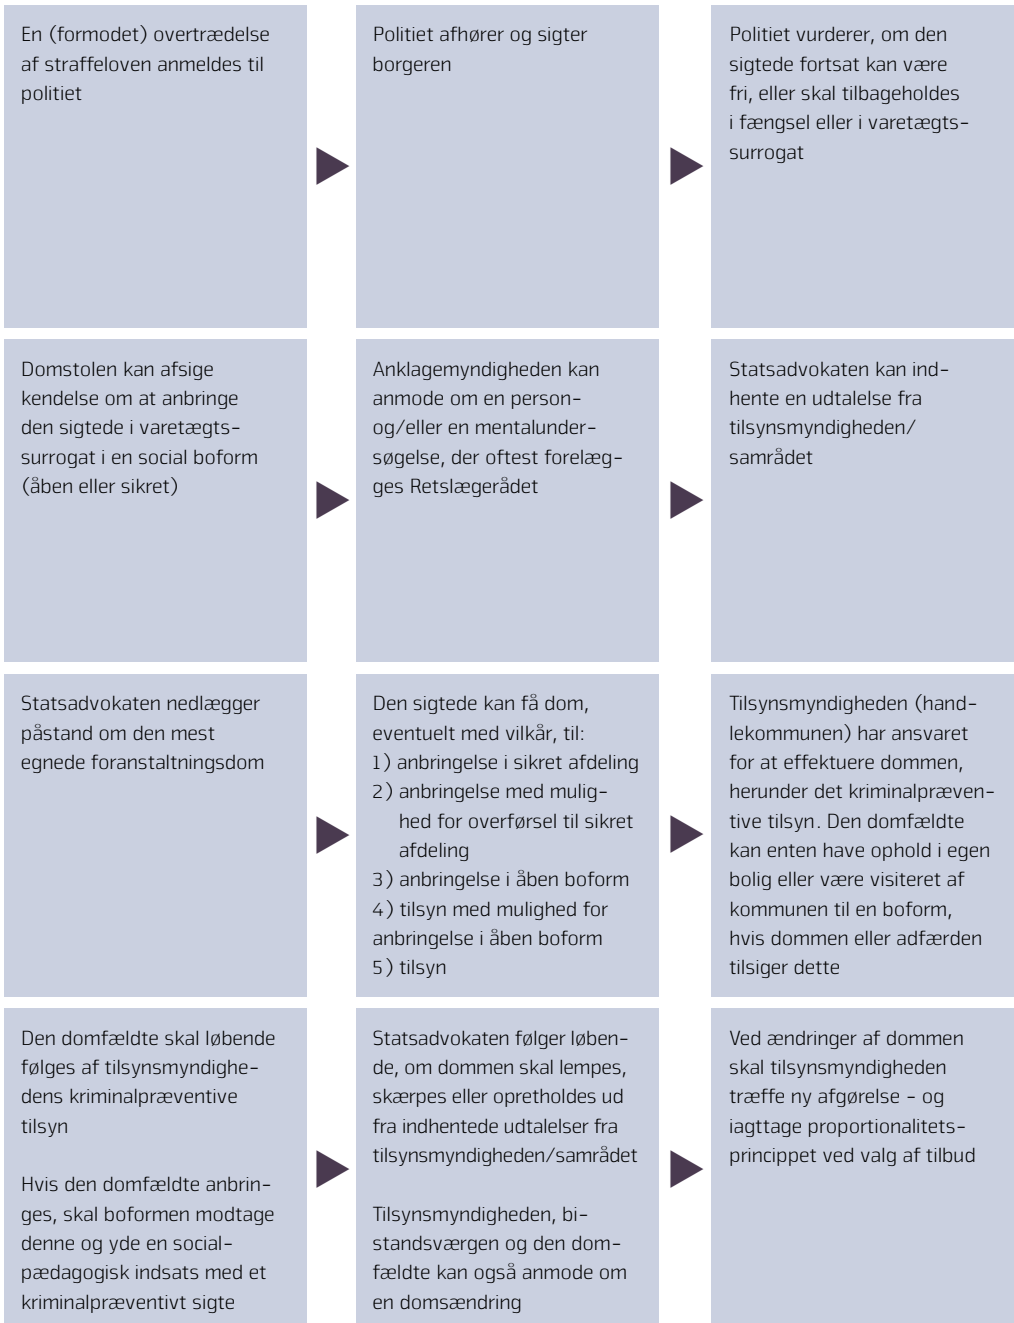 En (formodet) overtrædelse
af straffeloven anmeldes til
politiet
Politiet afhører og sigter
borgeren
Politiet vurderer, om den
sigtede fortsat kan være
fri, eller skal tilbageholdes
i fængsel eller i varetægts-
surrogat
Domstolen kan afsige
kendelse om at anbringe
den sigtede i varetægts-
surrogat i en social boform
(åben eller sikret)
Anklagemyndigheden kan
anmode om en person-
og/eller en mentalunder-
søgelse, der oftest forelæg-
ges Retslægerådet
Statsadvokaten kan ind-
hente en udtalelse fra
tilsynsmyndigheden/
samrådet
Statsadvokaten nedlægger
påstand om den mest
egnede foranstaltningsdom
Den sigtede kan få dom,
eventuelt med vilkår, til:
1) anbringelse i sikret afdeling
2) anbringelse med mulig-
hed for overførsel til sikret
afdeling
3) anbringelse i åben boform
4) tilsyn med mulighed for
anbringelse i åben boform
5) tilsyn
Tilsynsmyndigheden (hand-
lekommunen) har ansvaret
for at effektuere dommen,
herunder det kriminalpræven-
tive tilsyn. Den domfældte
kan enten have ophold i egen
bolig eller være visiteret af
kommunen til en boform,
hvis dommen eller adfærden
tilsiger dette
Den domfældte skal løbende
følges af tilsynsmyndighe-
dens kriminalpræventive
tilsyn
Hvis den domfældte anbrin-
ges, skal boformen modtage
denne og yde en social-
pædagogisk indsats med et
kriminalpræventivt sigte
Statsadvokaten følger løben-
de, om dommen skal lempes,
skærpes eller opretholdes ud
fra indhentede udtalelser fra
tilsynsmyndigheden/samrådet
Tilsynsmyndigheden, bi-
standsværgen og den dom-
fældte kan også anmode om
en domsændring
Ved ændringer af dommen
skal tilsynsmyndigheden
træffe ny afgørelse - og
iagttage proportionalitets-
princippet ved valg af tilbud